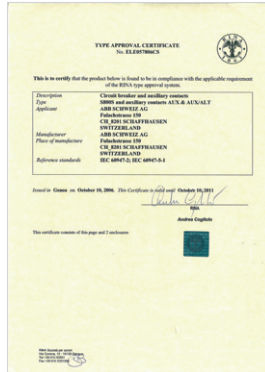 RINA
TYPE APPROVAL CERTIFICATE
No. ELE057806CS
This is to certify that the product below is found to be in compliance with the applicable requirement
of the RINA type approval system.
Description Circuit breaker and auxiliary contacts
Type S800S and auxiliary contacts AUX & AUX/ALT
Applicant ABB SCHWEIZ AG
Fulachstrasse 150
CH_8201 SCHAFFHAUSEN
SWITZERLAND
Manufacturer ABB SCHWEIZ AG
Place of manufacture Fulachstrasse 150
CH_8201 SCHAFFHAUSEN
SWITZERLAND
Reference standards IEC 60947-2; IEC 60947-5-1
Issued in Genoa on October 10, 2006. This Certificate is valid until October 10, 2011
RINA
Andrea Cogliolo
This certificate consists of this page and 2 enclosures